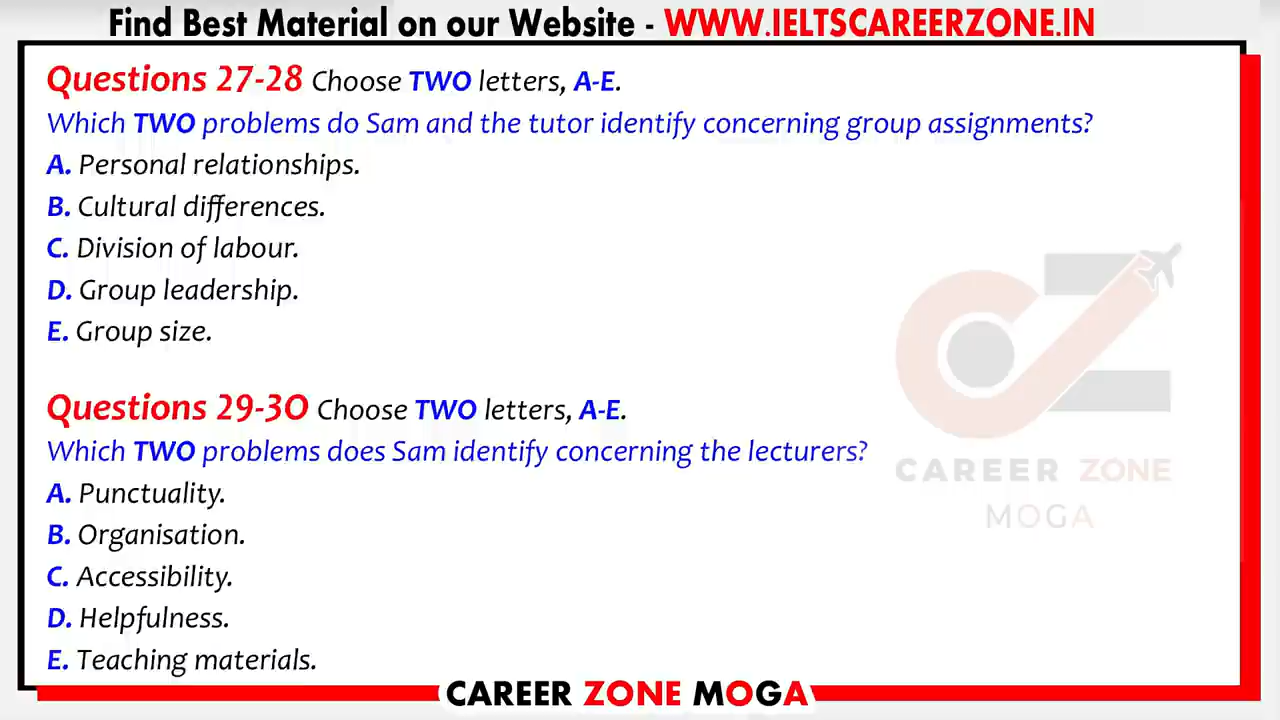 Find Best Material on our Website - WWW.IELTSCAREERZONE.IN
Questions 27-28 Choose TWO letters, A-E.
Which TWO problems do Sam and the tutor identify concerning group assignments?
A. Personal relationships.
B. Cultural differences.
C. Division of labour.
D. Group leadership.
E. Group size.
Questions 29-30 Choose TWO letters, A-E.
Which TWO problems does Sam identify concerning the lecturers?
A. Punctuality.
B. Organisation.
C. Accessibility.
D. Helpfulness.
E. Teaching materials.
CAREER ZONE
MOGA
CAREER ZONE MOGA